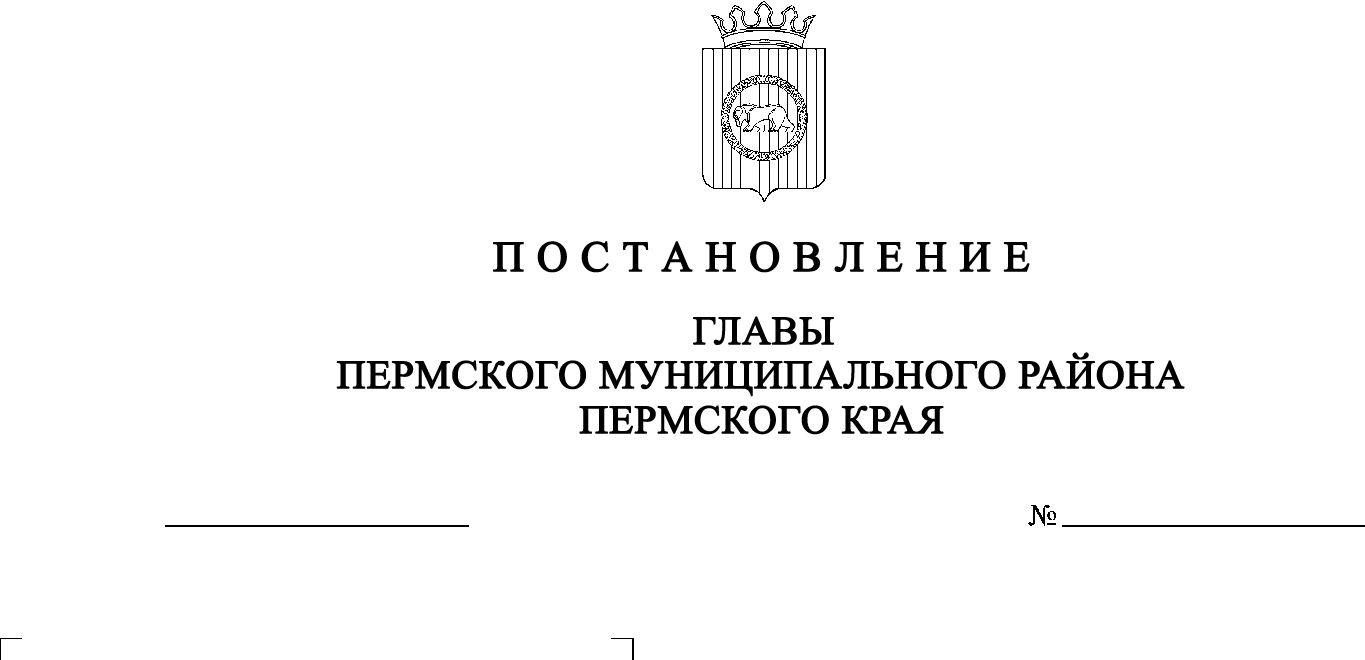 П О С Т А Н О В Л Е Н И Е
ГЛАВЫ
ПЕРМСКОГО МУНИЦИПАЛЬНОГО РАЙОНА
ПЕРМСКОГО КРАЯ
№